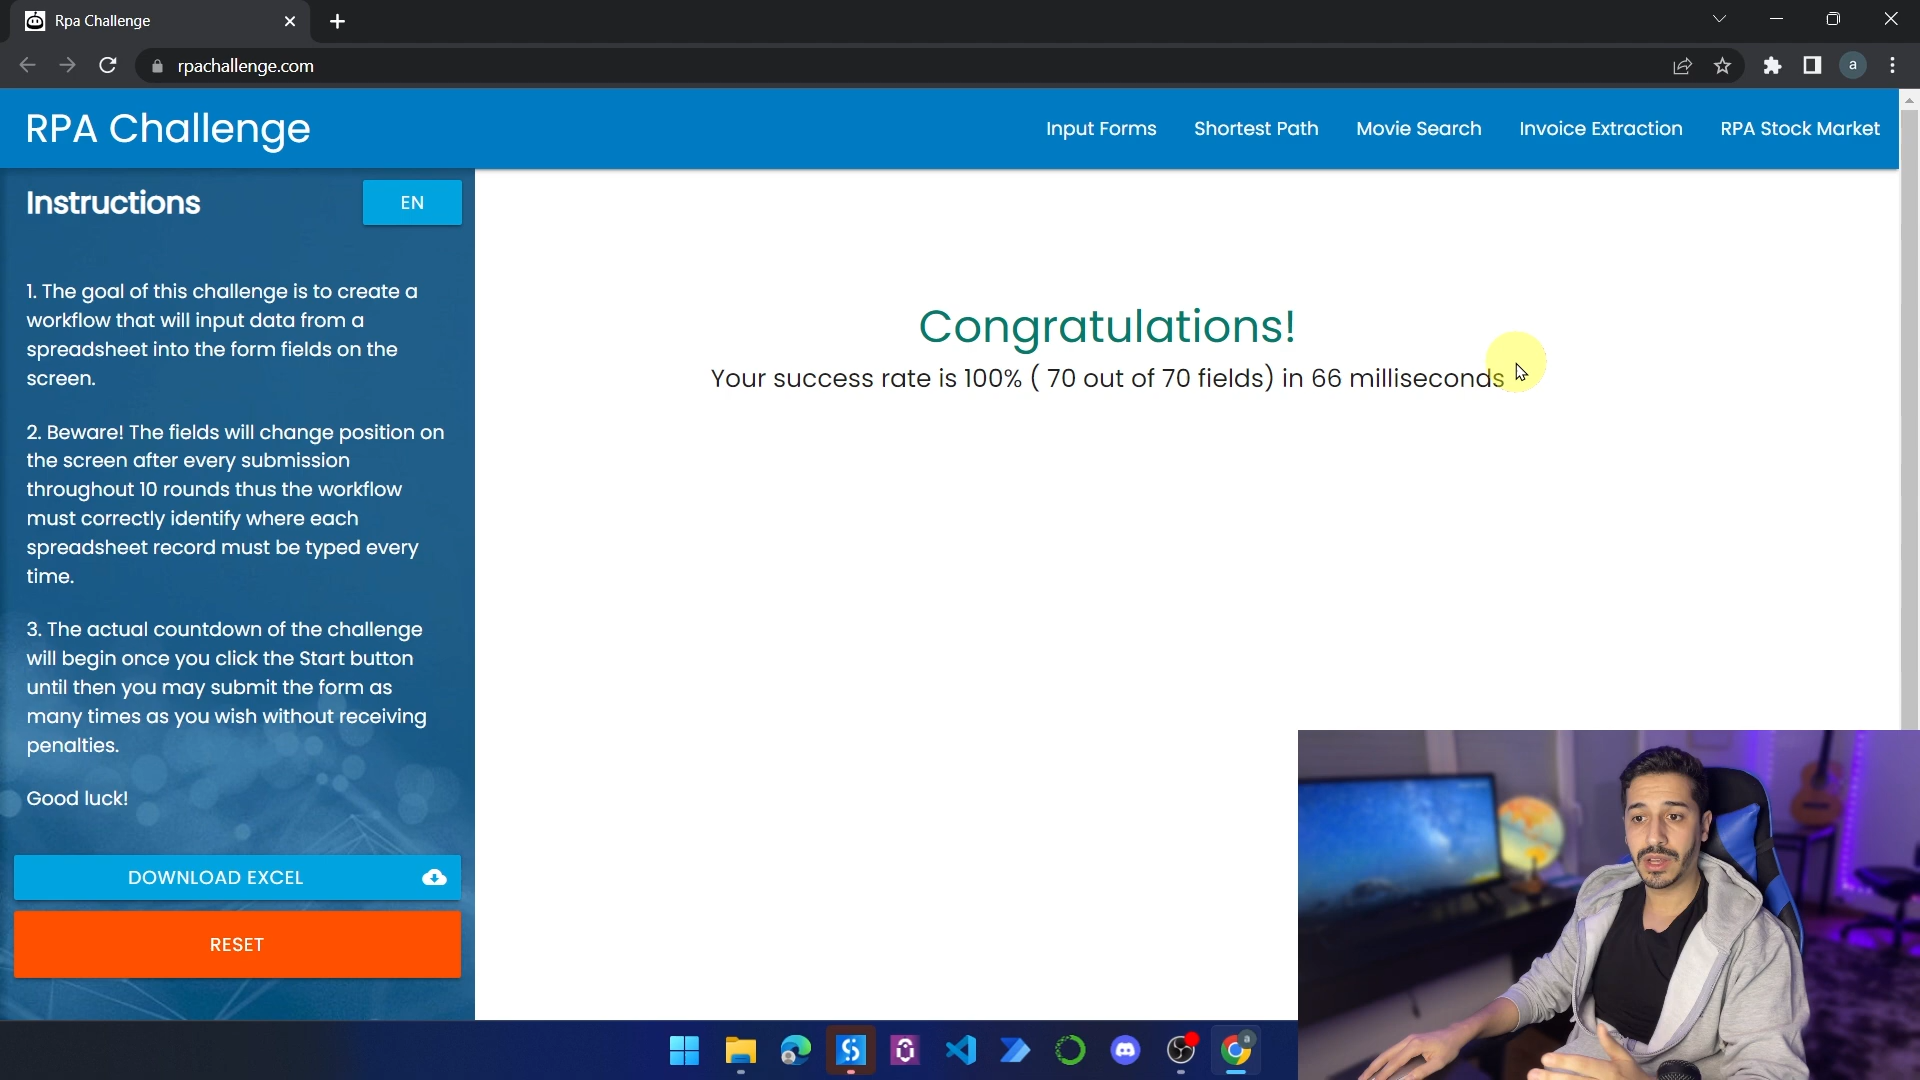 Rpa Challenge
rpachallenge.com
a
RPA Challenge
Input Forms
Shortest Path
Movie Search
Invoice Extraction
RPA Stock Market
Instructions
EN
1. The goal of this challenge is to create a
workflow that will input data from a
spreadsheet into the form fields on the
screen.
2. Beware! The fields will change position on
the screen after every submission
throughout 10 rounds thus the workflow
must correctly identify where each
spreadsheet record must be typed every
time.
3. The actual countdown of the challenge
will begin once you click the Start button
until then you may submit the form as
many times as you wish without receiving
penalties.
Good luck!
DOWNLOAD EXCEL
RESET
Congratulations!
Your success rate is 100% ( 70 out of 70 fields) in 66 milliseconds